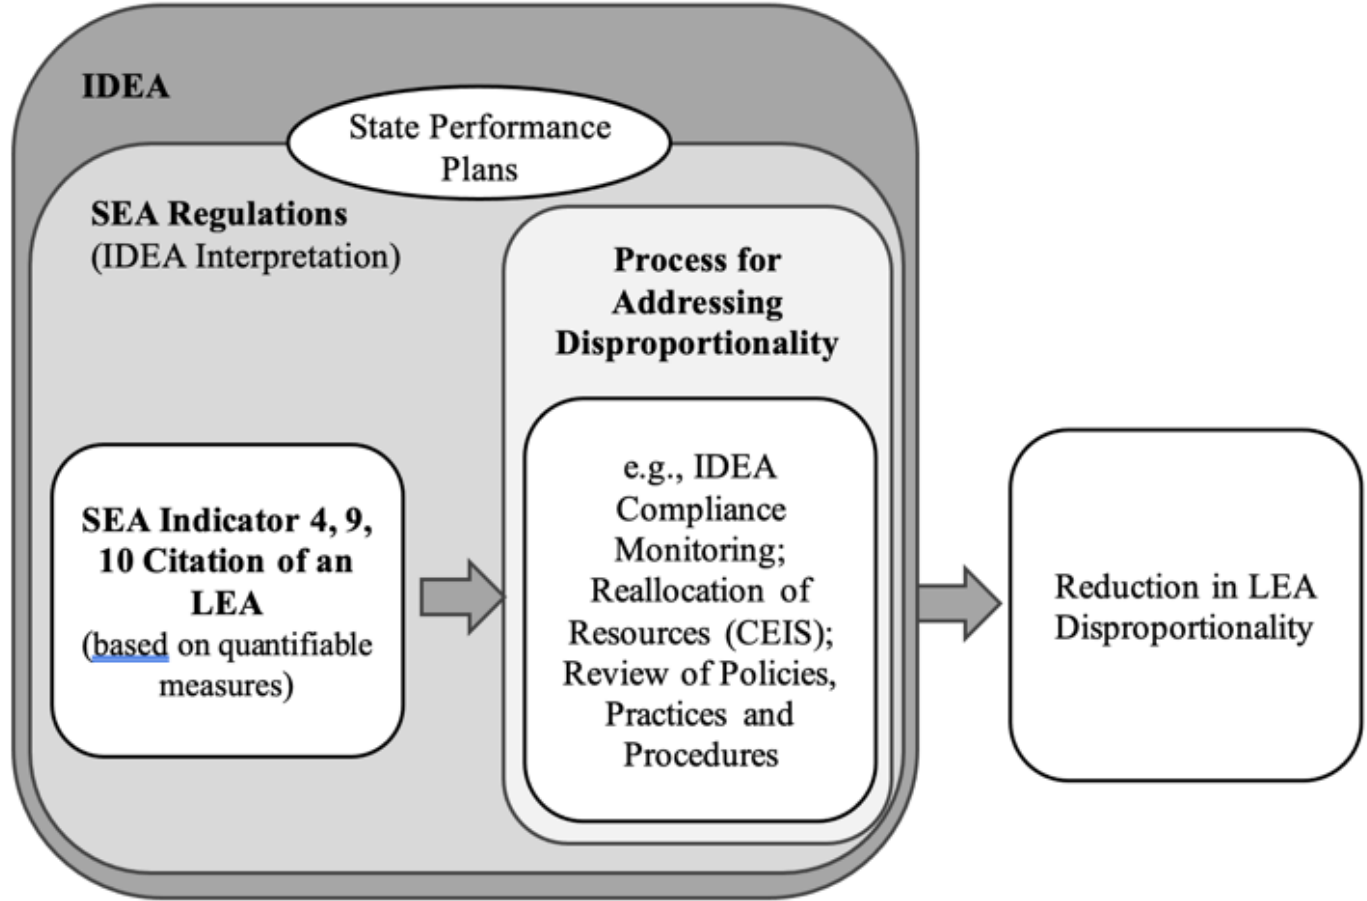 IDEA
State Performance
Plans
SEA Regulations
(IDEA Interpretation)
Process for
Addressing
Disproportionality
SEA Indicator 4, 9,
10 Citation of an
LEA
(based on quantifiable
measures)
e.g., IDEA
Compliance
Monitoring;
Reallocation of
Resources (CEIS);
Review of Policies,
Practices and
Procedures
Reduction in LEA
Disproportionality